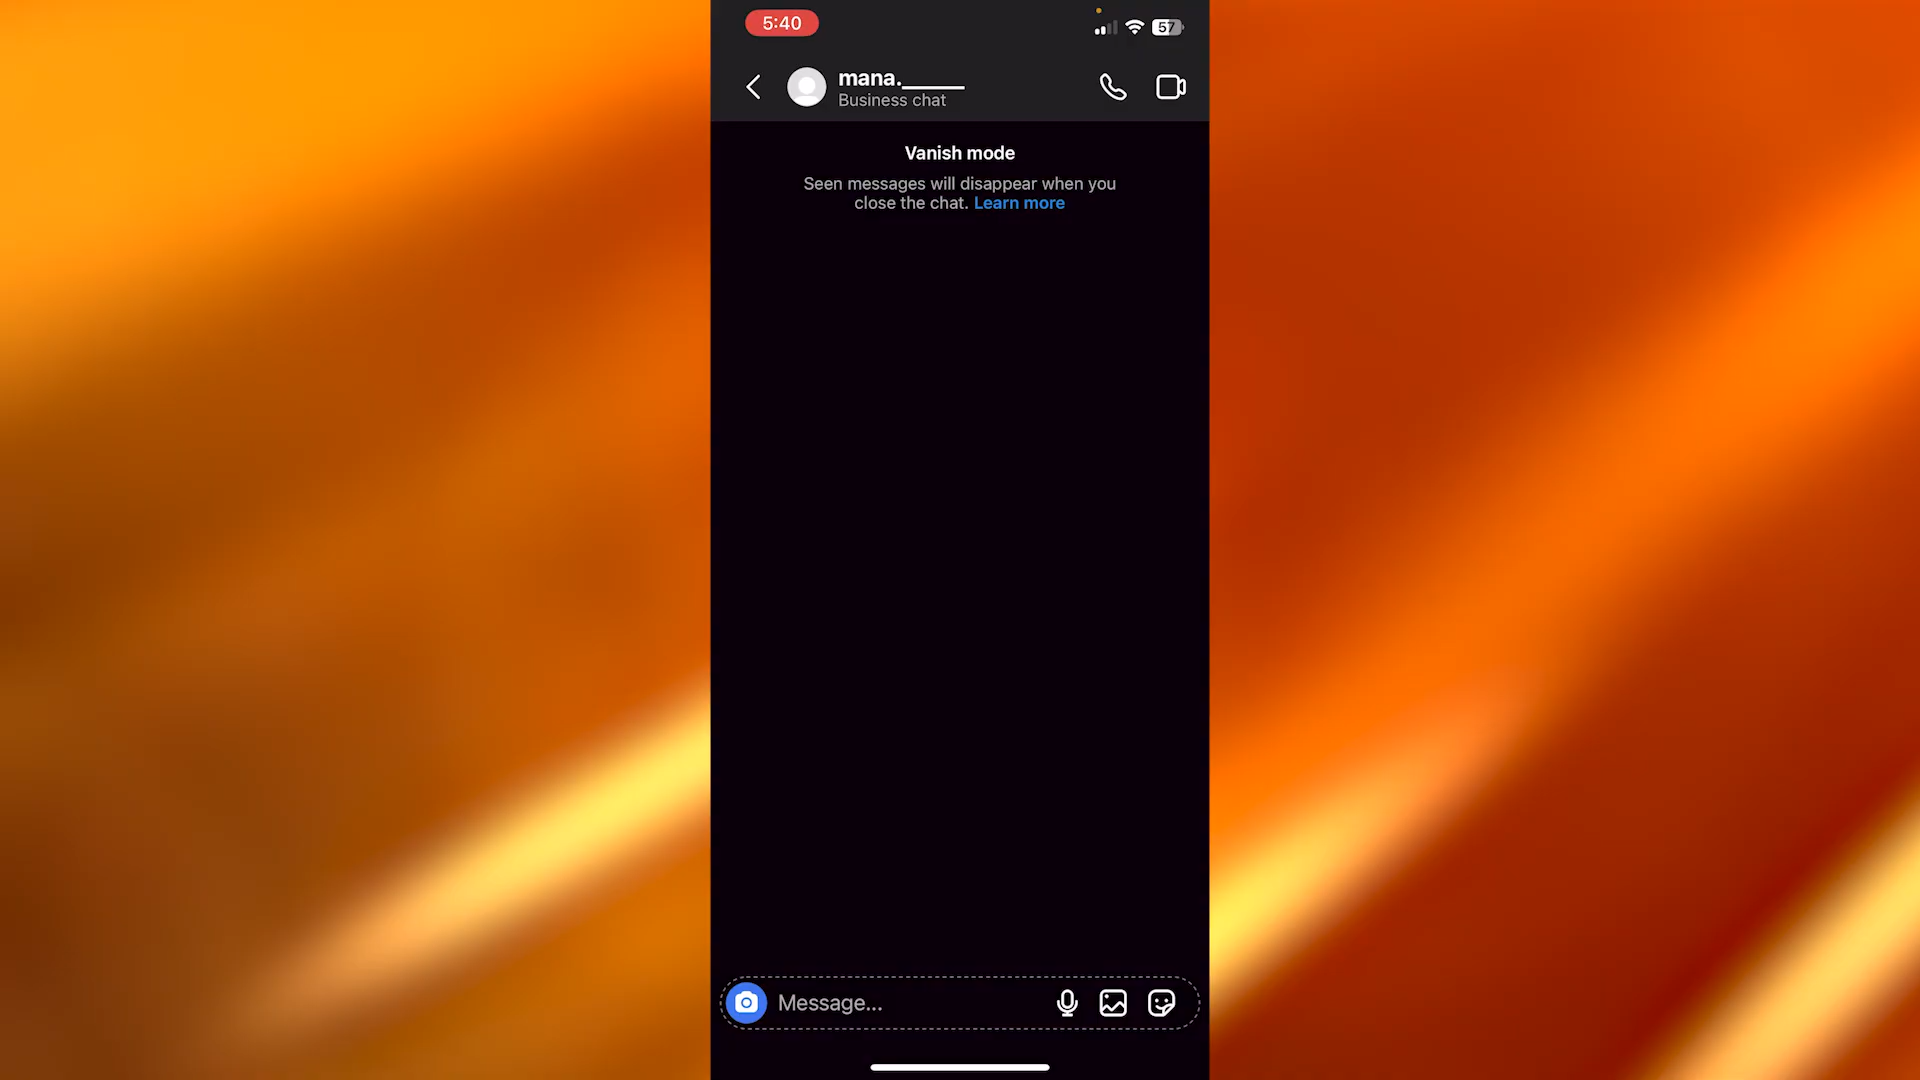 5:40
57
mana._____
Business chat
Vanish mode
Seen messages will disappear when you
close the chat. Learn more
Message...